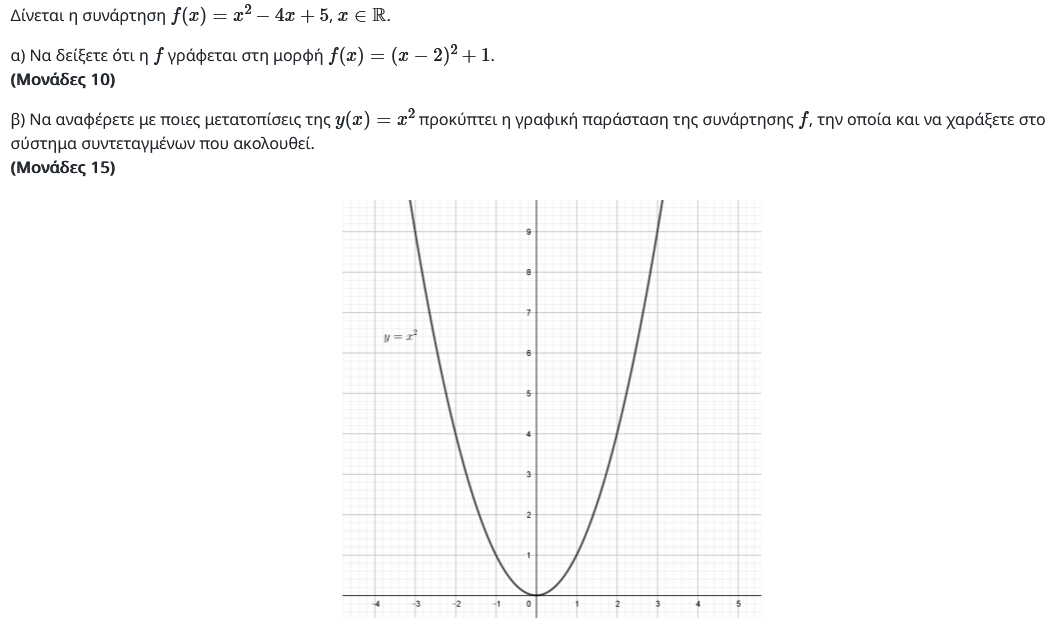 Δίνεται η συνάρτηση f(x) = x² − 4x + 5, x ∈ ℝ.
α) Να δείξετε ότι η f γράφεται στη μορφή f(x) = (x − 2)² + 1.
(Μονάδες 10)
β) Να αναφέρετε με ποιες μετατοπίσεις της y(x) = x² προκύπτει η γραφική παράσταση της συνάρτησης f, την οποία και να χαράξετε στο
σύστημα συντεταγμένων που ακολουθεί.
(Μονάδες 15)
9
8
7
y = x²
6
5
4
3
2
1
-4 -3 -2 -1 0 1 2 3 4 5